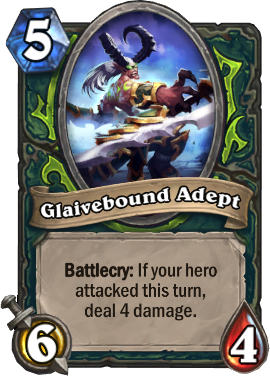 5
Glaivebound Adept
Battlecry: If your hero
attacked this turn,
deal 4 damage.
6 4